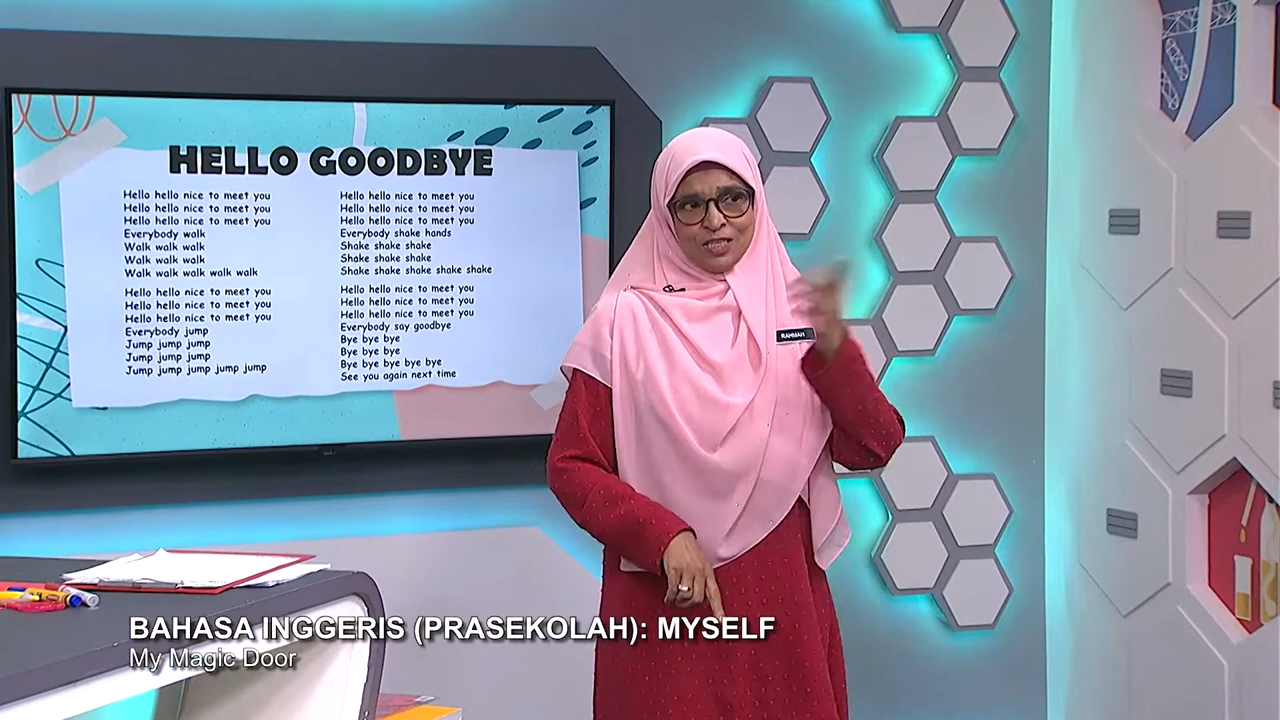 HELLO GOODBYE
Hello hello nice to meet you
Hello hello nice to meet you
Hello hello nice to meet you
Everybody walk
Walk walk walk
Walk walk walk
Walk walk walk walk walk
Hello hello nice to meet you
Hello hello nice to meet you
Hello hello nice to meet you
Everybody jump
Jump jump jump
Jump jump jump
Jump jump jump jump jump
Hello hello nice to meet you
Hello hello nice to meet you
Hello hello nice to meet you
Everybody shake hands
Shake shake shake
Shake shake shake
Shake shake shake shake shake
Hello hello nice to meet you
Hello hello nice to meet you
Hello hello nice to meet you
Everybody say goodbye
Bye bye bye
Bye bye bye
Bye bye bye bye bye
See you again next time
RAHMAH
BAHASA INGGERIS (PRASEKOLAH): MYSELF
My Magic Door